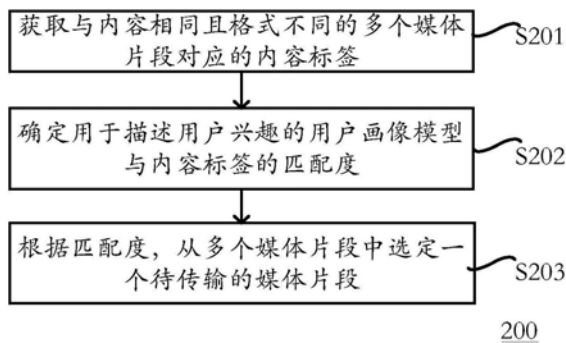 获取与内容相同且格式不同的多个媒体
片段对应的内容标签
S201
确定用于描述用户兴趣的用户画像模型
与内容标签的匹配度
S202
根据匹配度，从多个媒体片段中选定一
个待传输的媒体片段
S203
200